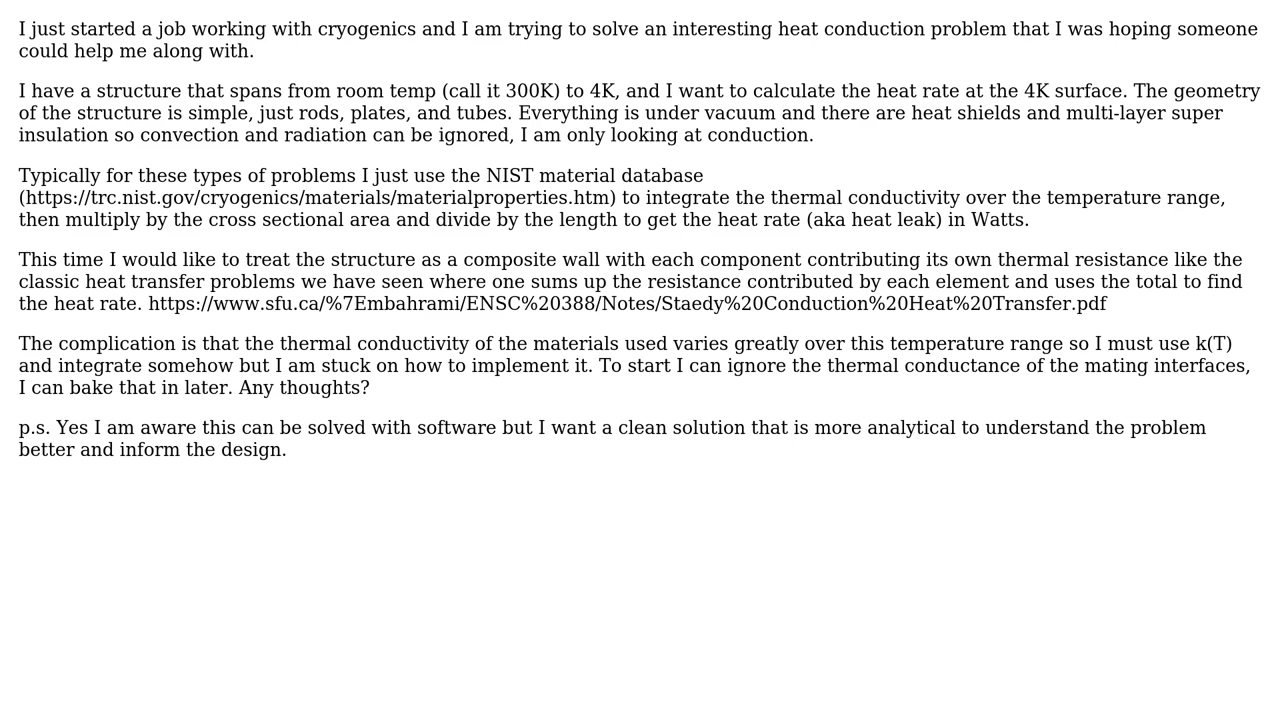 I just started a job working with cryogenics and I am trying to solve an interesting heat conduction problem that I was hoping someone
could help me along with.
I have a structure that spans from room temp (call it 300K) to 4K, and I want to calculate the heat rate at the 4K surface. The geometry
of the structure is simple, just rods, plates, and tubes. Everything is under vacuum and there are heat shields and multi-layer super
insulation so convection and radiation can be ignored, I am only looking at conduction.
Typically for these types of problems I just use the NIST material database
(https://trc.nist.gov/cryogenics/materials/materialproperties.htm) to integrate the thermal conductivity over the temperature range,
then multiply by the cross sectional area and divide by the length to get the heat rate (aka heat leak) in Watts.
This time I would like to treat the structure as a composite wall with each component contributing its own thermal resistance like the
classic heat transfer problems we have seen where one sums up the resistance contributed by each element and uses the total to find
the heat rate. https://www.sfu.ca/%7Embahrami/ENSC%20388/Notes/Staedy%20Conduction%20Heat%20Transfer.pdf
The complication is that the thermal conductivity of the materials used varies greatly over this temperature range so I must use k(T)
and integrate somehow but I am stuck on how to implement it. To start I can ignore the thermal conductance of the mating interfaces,
I can bake that in later. Any thoughts?
p.s. Yes I am aware this can be solved with software but I want a clean solution that is more analytical to understand the problem
better and inform the design.